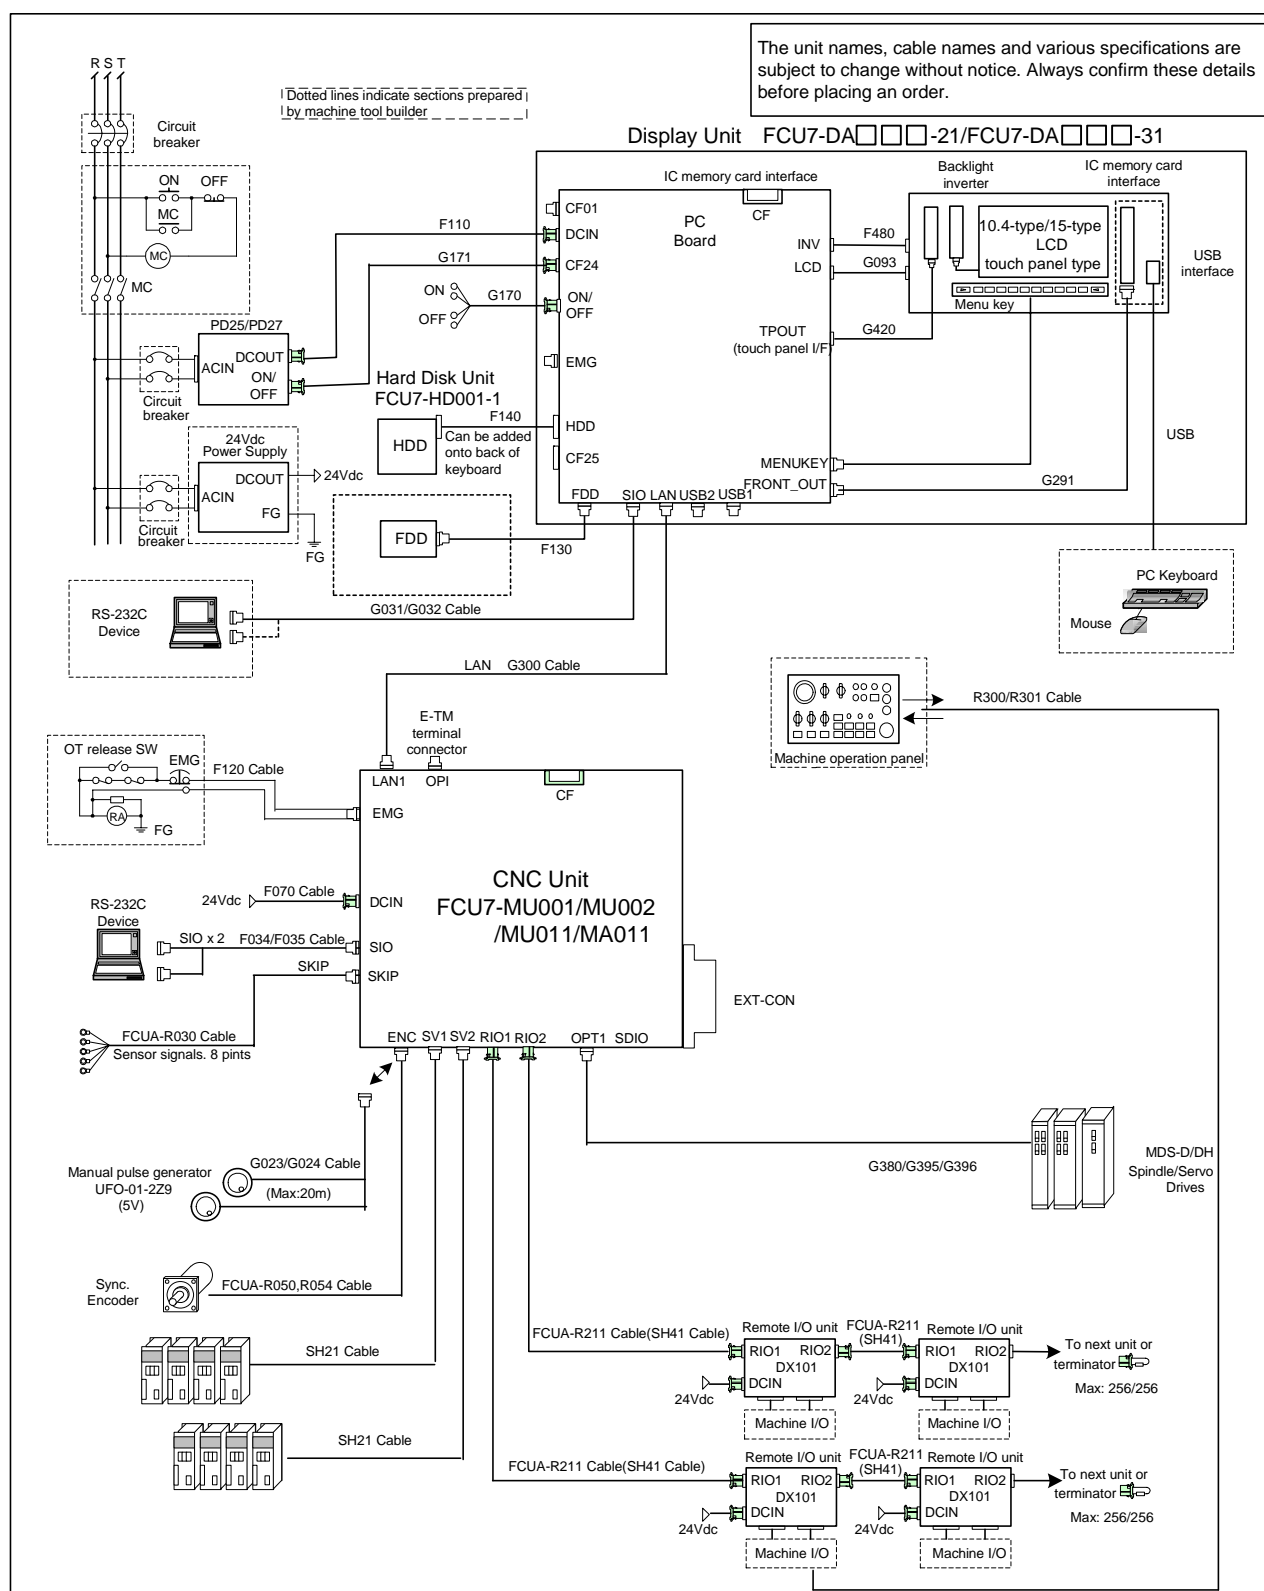 The unit names, cable names and various specifications are
subject to change without notice. Always confirm these details
before placing an order.
R S T
Dotted lines indicate sections prepared
by machine tool builder
Circuit
breaker
Display Unit FCU7-DA□□□-21/FCU7-DA□□□-31
ON OFF
MC
MC
MC
IC memory card interface
CF
PC
Board
CF01
DCIN
CF24
ON/
OFF
EMG
HDD
CF25
FDD SIO LAN USB2 USB1
INV
LCD
TPOUT
(touch panel I/F)
MENUKEY
FRONT_OUT
Backlight
inverter
IC memory card
interface
10.4-type/15-type
LCD
touch panel type
Menu key
USB
interface
F480
G093
G420
G291
USB
F110
G171
ON
OFF
G170
PD25/PD27
ACIN
DCOUT
ON/
OFF
Circuit
breaker
Hard Disk Unit
FCU7-HD001-1
HDD
F140
Can be added
onto back of
keyboard
24Vdc
Power Supply
DCOUT
ACIN
FG
24Vdc
FG
Circuit
breaker
FDD
F130
PC Keyboard
Mouse
RS-232C
Device
G031/G032 Cable
LAN G300 Cable
Machine operation panel
R300/R301 Cable
E-TM
terminal
connector
OT release SW
EMG
RA
FG
F120 Cable
LAN1 OPI
CF
EMG
CNC Unit
FCU7-MU001/MU002
/MU011/MA011
24Vdc
F070 Cable
DCIN
RS-232C
Device
SIO x 2 F034/F035 Cable
SIO
SKIP
SKIP
FCUA-R030 Cable
Sensor signals. 8 pints
EXT-CON
ENC SV1 SV2 RIO1 RIO2 OPT1 SDIO
Manual pulse generator
UFO-01-2Z9
(5V)
G023/G024 Cable
(Max:20m)
G380/G395/G396
MDS-D/DH
Spindle/Servo
Drives
Sync.
Encoder
FCUA-R050,R054 Cable
SH21 Cable
SH21 Cable
FCUA-R211 Cable(SH41 Cable)
Remote I/O unit
RIO1 RIO2
DX101
DCIN
24Vdc
Machine I/O
FCUA-R211
(SH41)
Remote I/O unit
RIO1 RIO2
DX101
DCIN
24Vdc
Machine I/O
To next unit or
terminator
Max: 256/256
FCUA-R211 Cable(SH41 Cable)
Remote I/O unit
RIO1 RIO2
DX101
DCIN
24Vdc
Machine I/O
FCUA-R211
(SH41)
Remote I/O unit
RIO1 RIO2
DX101
DCIN
24Vdc
Machine I/O
To next unit or
terminator
Max: 256/256